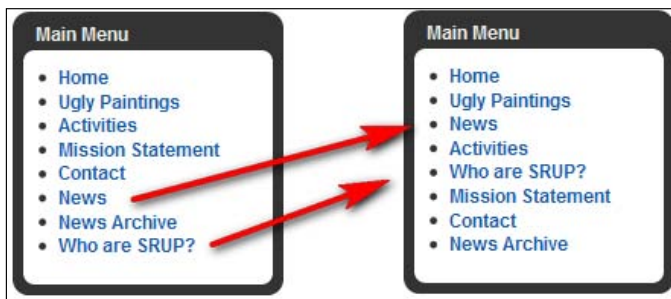 Main Menu
Home
Ugly Paintings
Activities
Mission Statement
Contact
News
News Archive
Who are SRUP?
Main Menu
Home
Ugly Paintings
News
Activities
Who are SRUP?
Mission Statement
Contact
News Archive